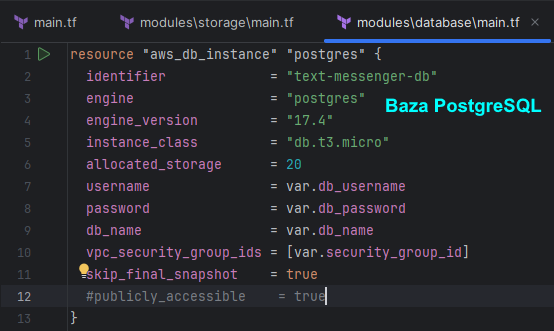 main.tf modules\storage\main.tf modules\database\main.tf
1 resource "aws_db_instance" "postgres" {
2 identifier = "text-messenger-db"
3 engine = "postgres"
Baza PostgreSQL
4 engine_version = "17.4"
5 instance_class = "db.t3.micro"
6 allocated_storage = 20
7 username = var.db_username
8 password = var.db_password
9 db_name = var.db_name
10 vpc_security_group_ids = [var.security_group_id]
11 skip_final_snapshot = true
12 #publicly_accessible = true
13 }